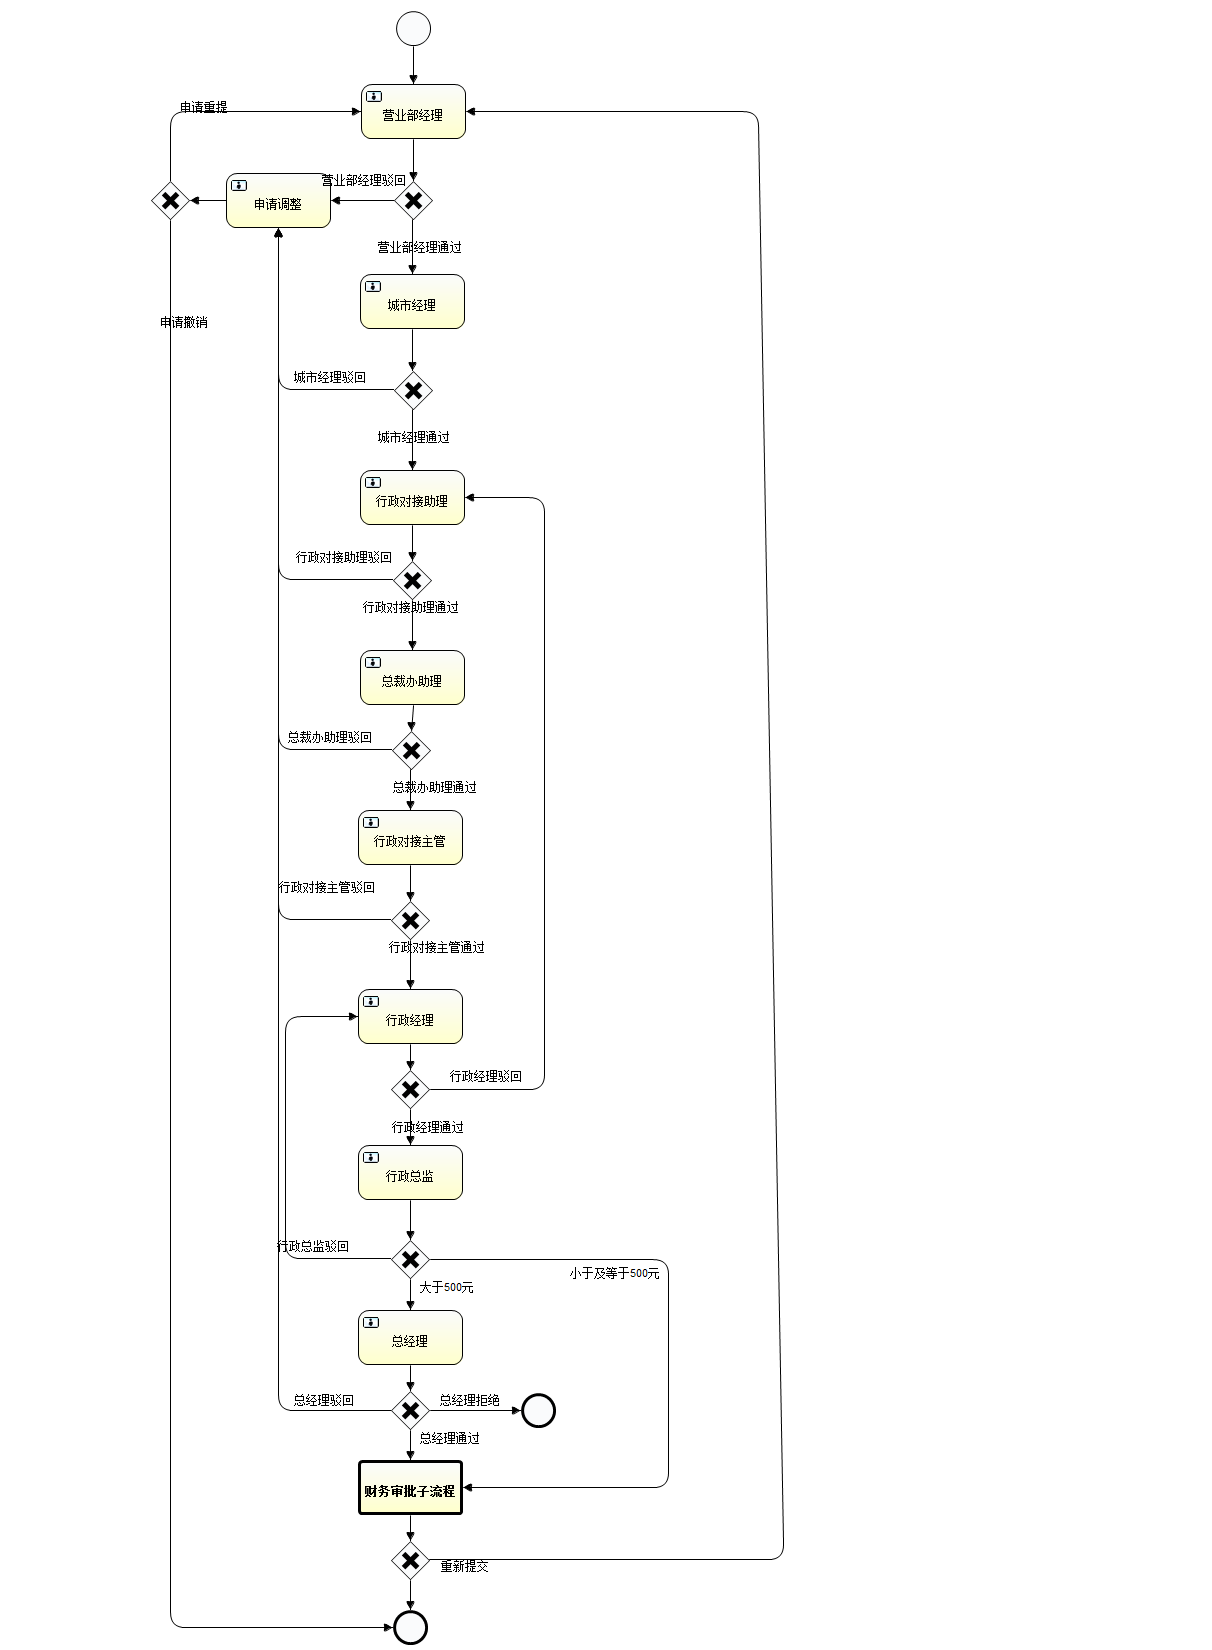 申请重提
营业部经理
营业部经理驳回
申请调整
营业部经理通过
城市经理
申请撤销
城市经理驳回
城市经理通过
行政对接助理
行政对接助理驳回
行政对接助理通过
总裁办助理
总裁办助理驳回
总裁办助理通过
行政对接主管
行政对接主管驳回
行政对接主管通过
行政经理
行政经理驳回
行政经理通过
行政总监
行政总监驳回
小于及等于500元
大于500元
总经理
总经理驳回
总经理拒绝
总经理通过
财务审批子流程
重新提交